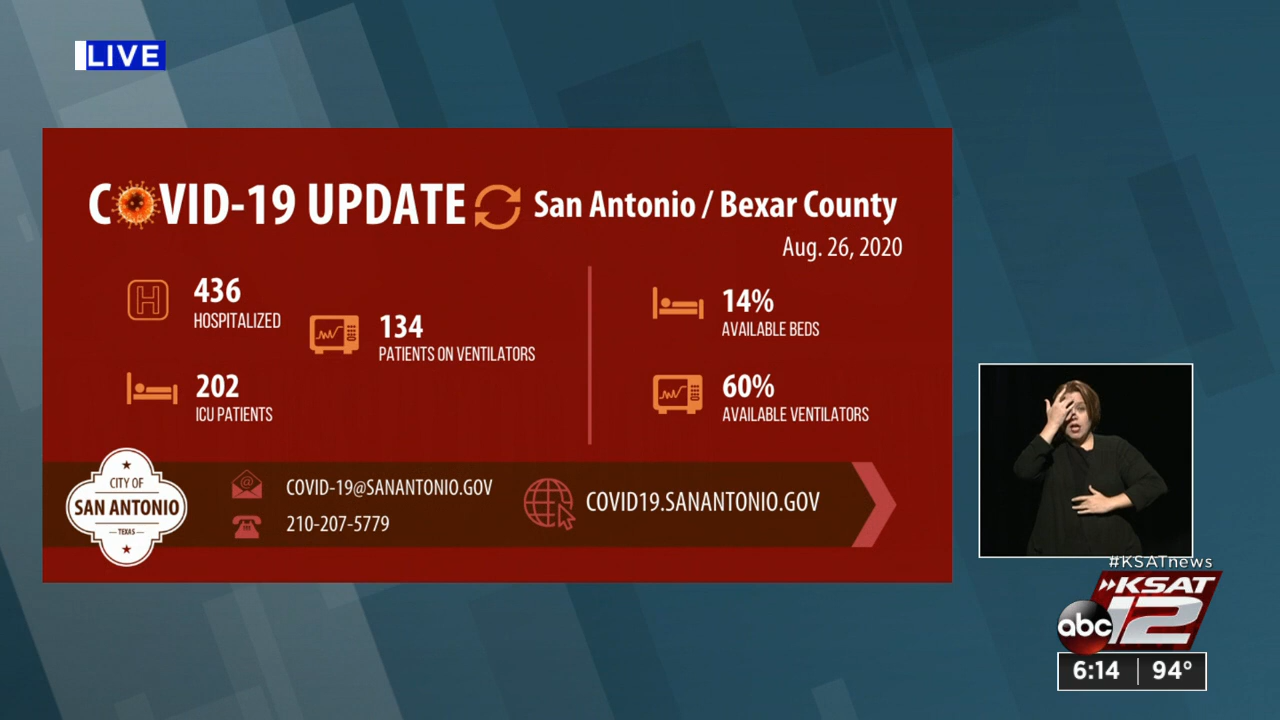 LIVE
COVID-19 UPDATE
San Antonio / Bexar County
Aug. 26, 2020
436
HOSPITALIZED
134
PATIENTS ON VENTILATORS
202
ICU PATIENTS
14%
AVAILABLE BEDS
60%
AVAILABLE VENTILATORS
CITY OF
SAN ANTONIO
TEXAS
@
COVID-19@SANANTONIO.GOV
210-207-5779
COVID19.SANANTONIO.GOV
#KSATnews
KSAT
abc 12
6:14 94°